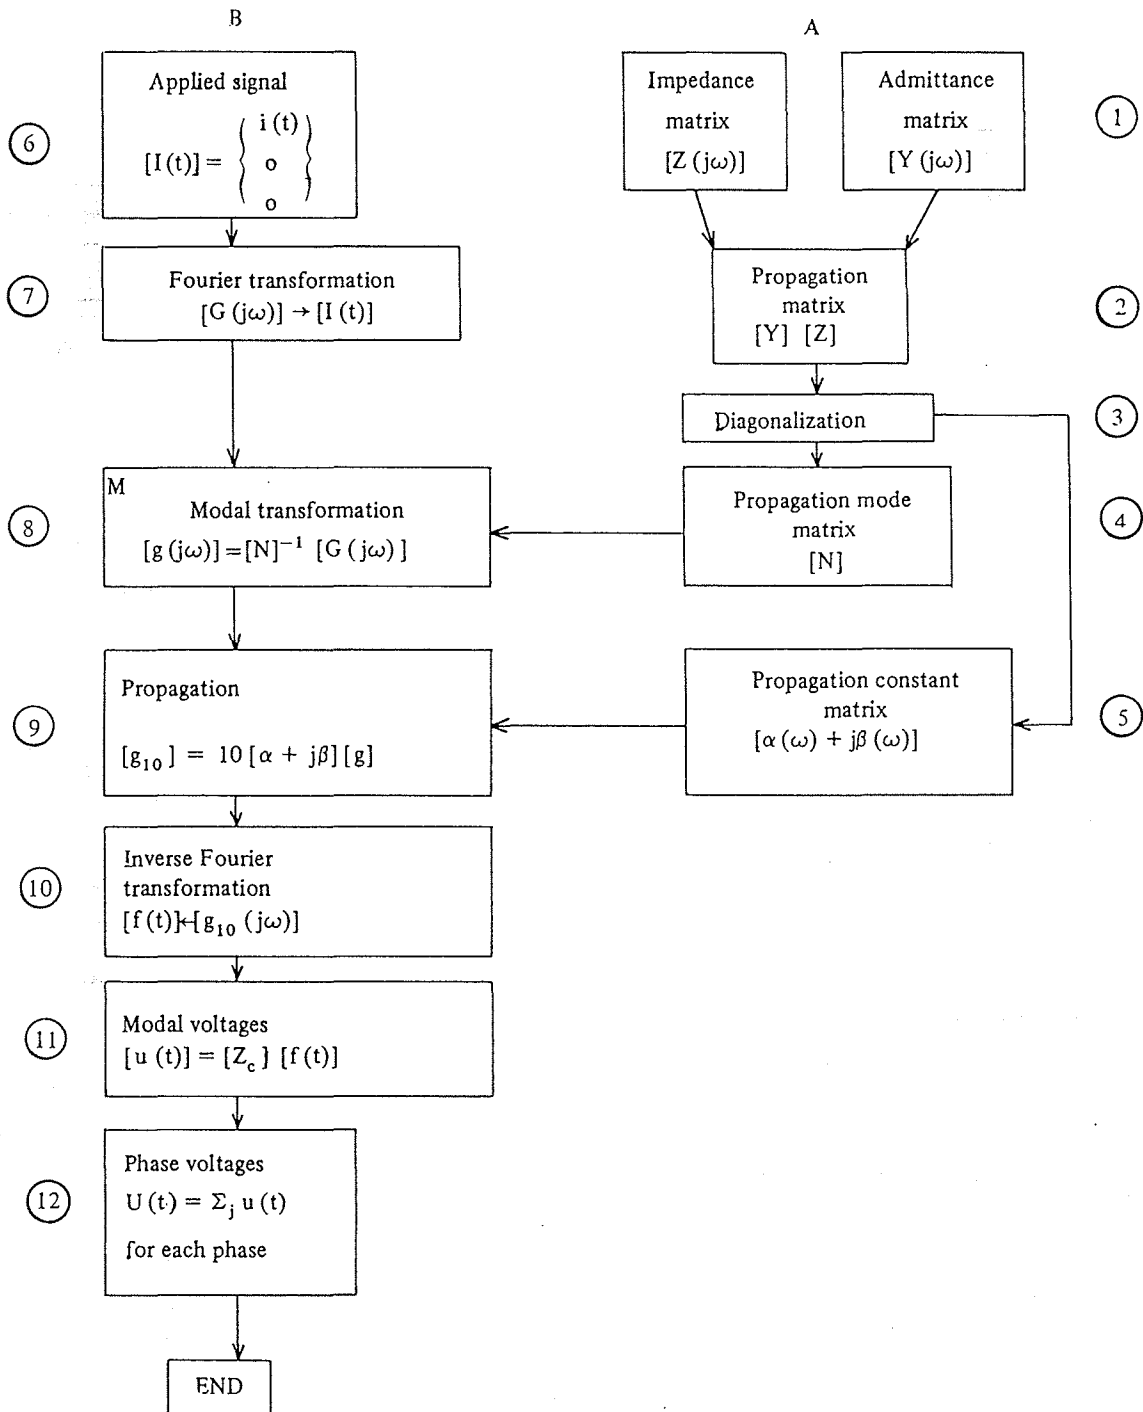 B
A
6
Applied signal
[I(t)] = { i(t)
o
o }
Impedance
matrix
[Z(jω)]
Admittance
matrix
[Y(jω)]
1
7
Fourier transformation
[G(jω)] → [I(t)]
Propagation
matrix
[Y] [Z]
2
Diagonalization
3
8
M
Modal transformation
[g(jω)] = [N]⁻¹ [G(jω)]
Propagation mode
matrix
[N]
4
9
Propagation
[g₁₀] = 10[α + jβ][g]
Propagation constant
matrix
[α(ω) + jβ(ω)]
5
10
Inverse Fourier
transformation
[f(t)]←[g₁₀ (jω)]
11
Modal voltages
[u(t)] = [Z_c} [f(t)]
12
Phase voltages
U(t) = Σⱼ u(t)
for each phase
END